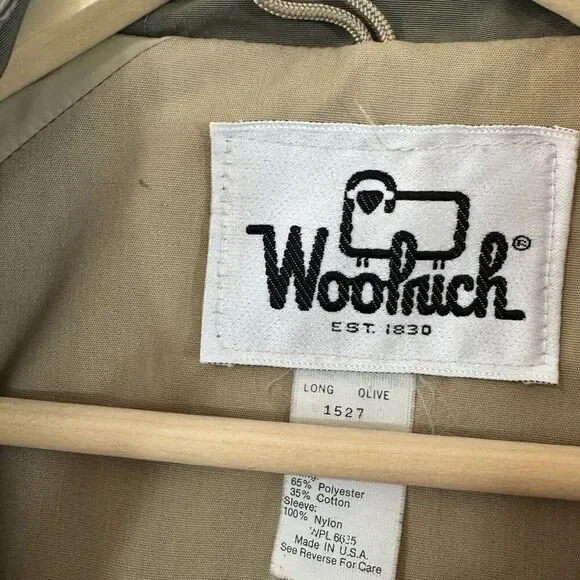 Woolrich®
EST. 1830
LONG OLIVE
1527
65% Polyester
35% Cotton
Sleeve:
100% Nylon
WPL 6635
Made in U.S.A.
See Reverse For Care